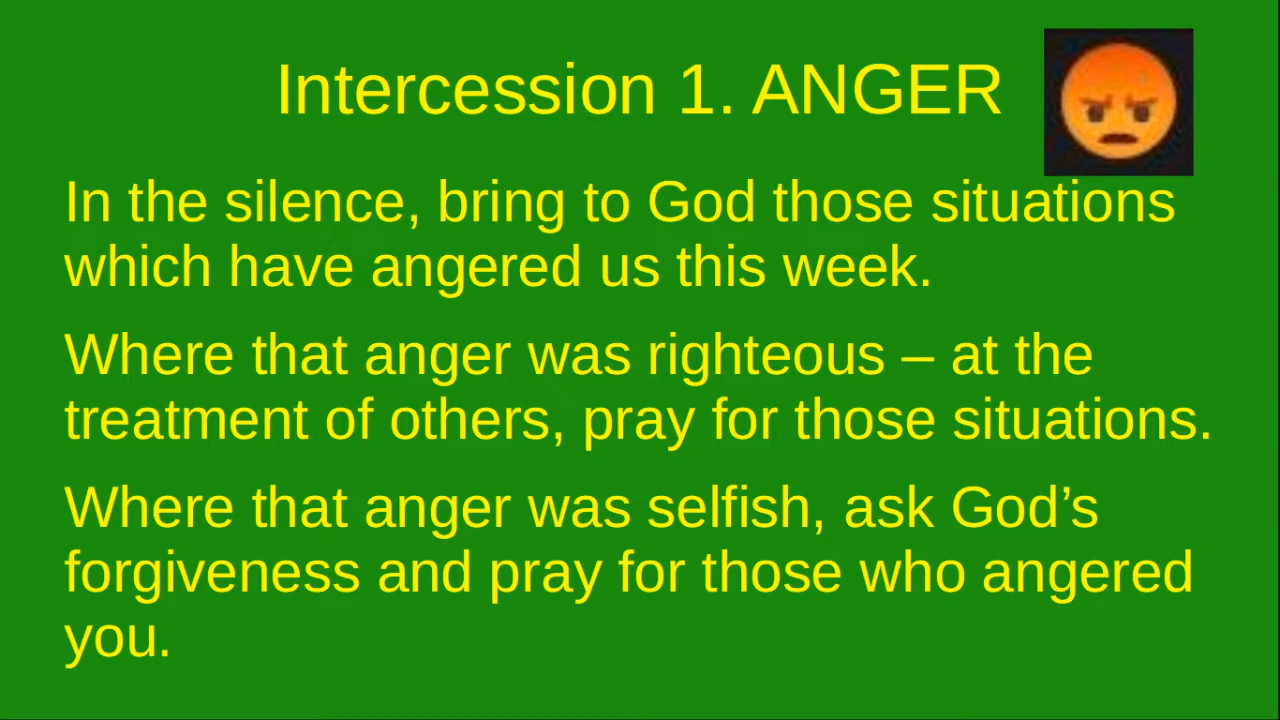 Intercession 1. ANGER
In the silence, bring to God those situations
which have angered us this week.
Where that anger was righteous – at the
treatment of others, pray for those situations.
Where that anger was selfish, ask God’s
forgiveness and pray for those who angered
you.